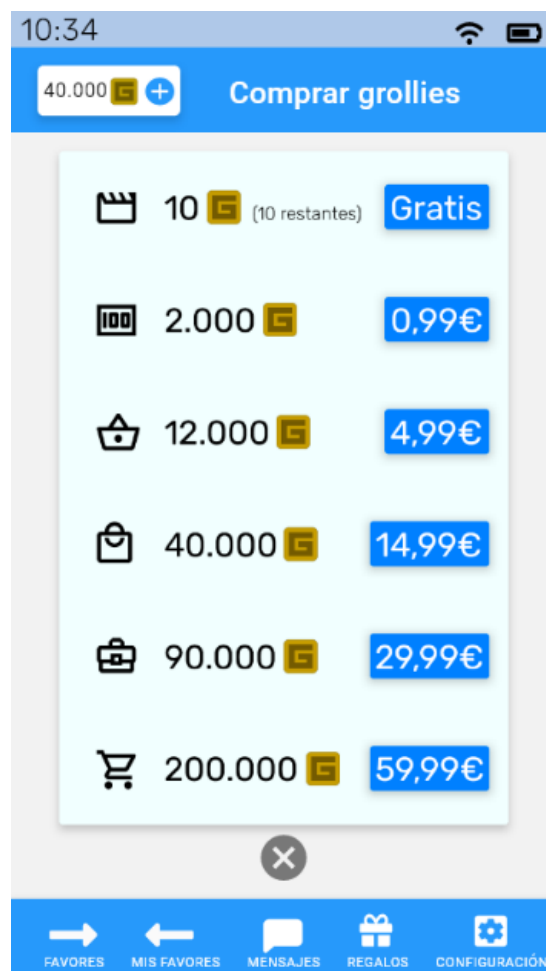 10:34
40.000 G
Comprar grollies
10 G (10 restantes) Gratis
2.000 G 0,99€
100
12.000 G 4,99€
40.000 G 14,99€
90.000 G 29,99€
200.000 G 59,99€
FAVORES MIS FAVORES MENSAJES REGALOS CONFIGURACIÓN